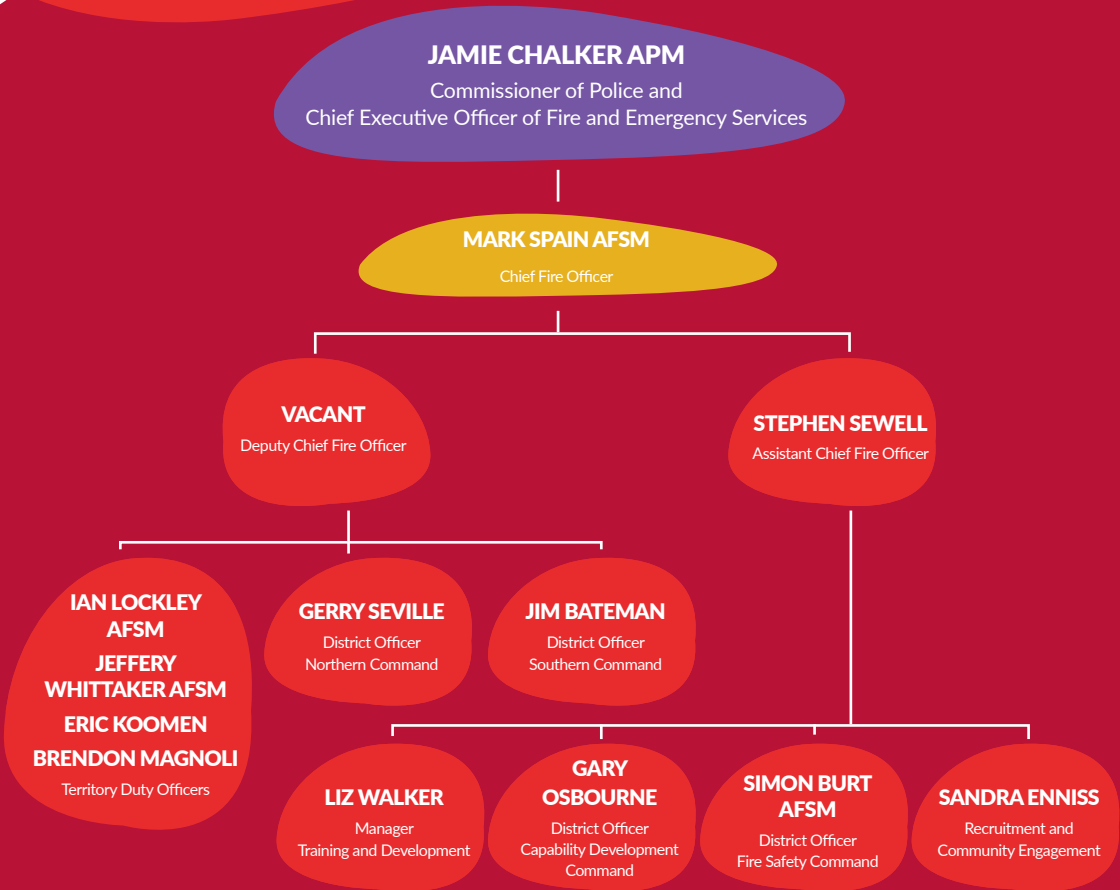 JAMIE CHALKER APM
Commissioner of Police and
Chief Executive Officer of Fire and Emergency Services
MARK SPAIN AFSM
Chief Fire Officer
VACANT
Deputy Chief Fire Officer
STEPHEN SEWELL
Assistant Chief Fire Officer
IAN LOCKLEY
AFSM
JEFFERY
WHITTAKER AFSM
ERIC KOOMEN
BRENDON MAGNOLI
Territory Duty Officers
GERRY SEVILLE
District Officer
Northern Command
JIM BATEMAN
District Officer
Southern Command
LIZ WALKER
Manager
Training and Development
GARY
OSBOURNE
District Officer
Capability Development
Command
SIMON BURT
AFSM
District Officer
Fire Safety Command
SANDRA ENNISS
Recruitment and
Community Engagement